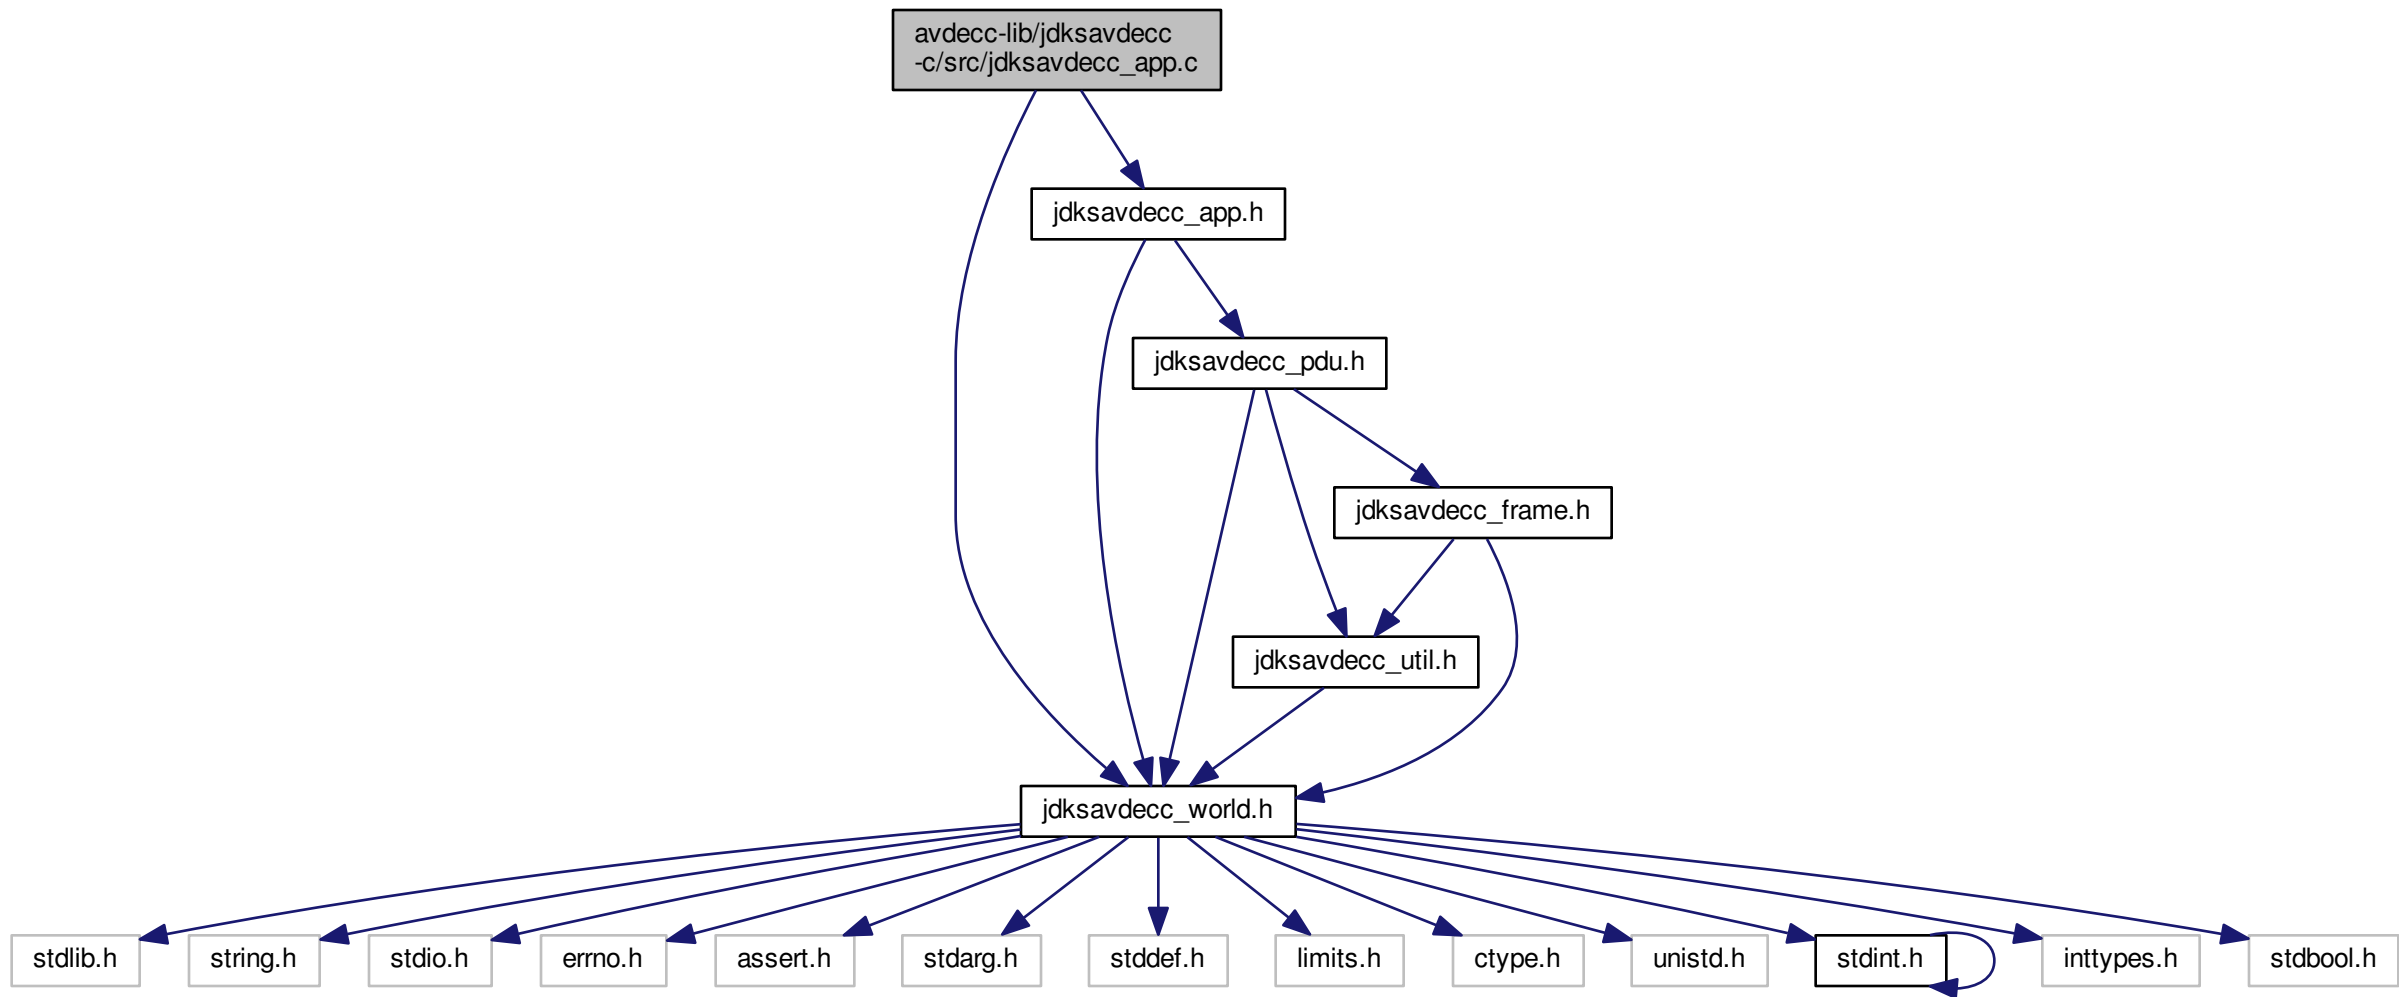 avdecc-lib/jdksavdecc
-c/src/jdksavdecc_app.c
jdksavdecc_app.h
jdksavdecc_pdu.h
jdksavdecc_frame.h
jdksavdecc_util.h
jdksavdecc_world.h
stdlib.h
string.h
stdio.h
errno.h
assert.h
stdarg.h
stddef.h
limits.h
ctype.h
unistd.h
stdint.h
inttypes.h
stdbool.h